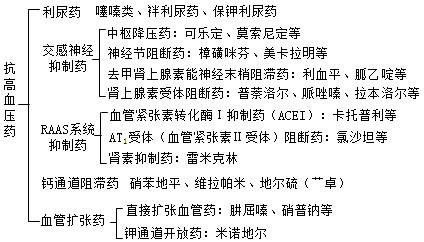 利尿药 噻嗪类、袢利尿药、保钾利尿药
中枢降压药：可乐定、莫索尼定等
神经节阻断药：樟磺咪芬、美卡拉明等
交感神经抑制药
去甲肾上腺素能神经末梢阻滞药：利血平、胍乙啶等
肾上腺素受体阻断药：普萘洛尔、哌唑嗪、拉本洛尔等
抗高血压药
血管紧张素转化酶Ⅰ抑制药（ACEI）：卡托普利等
RAAS系统抑制药
AT₁受体（血管紧张素Ⅱ受体）阻断药：氯沙坦等
肾素抑制药：雷米克林
钙通道阻滞药 硝苯地平、维拉帕米、地尔硫（艹卓）
血管扩张药
直接扩张血管药：肼屈嗪、硝普钠等
钾通道开放药：米诺地尔